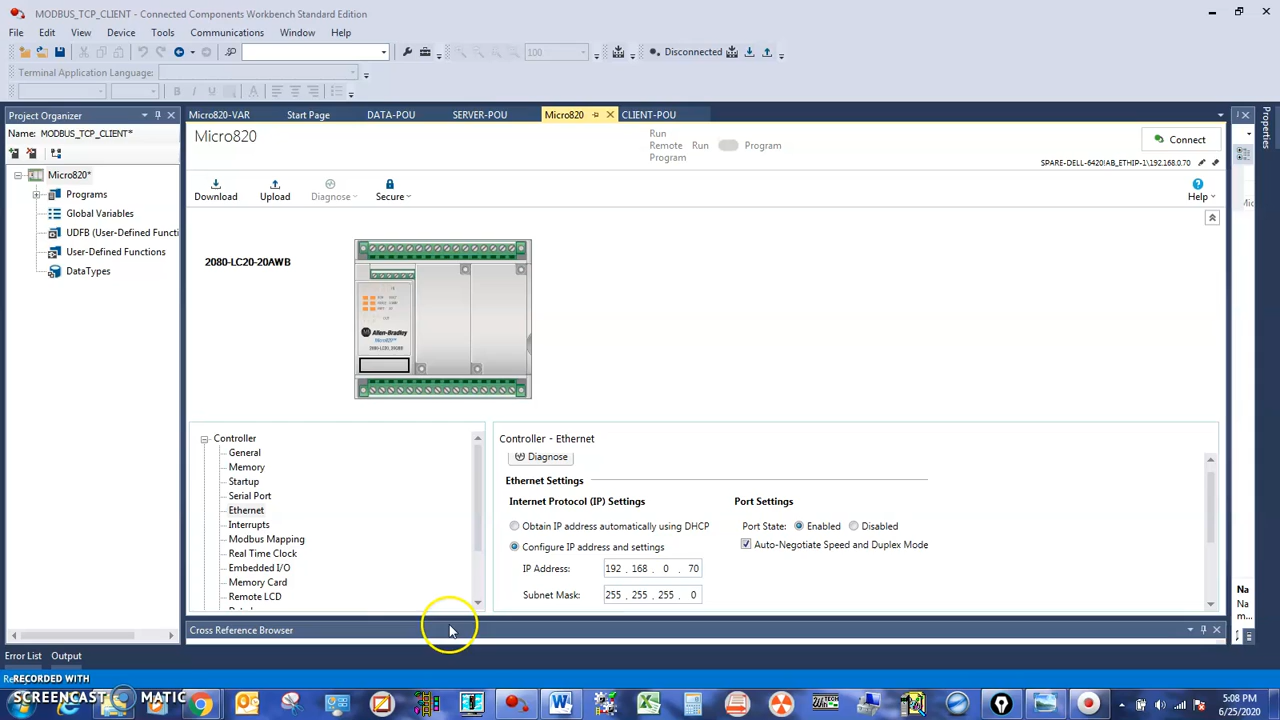 MODBUS_TCP_CLIENT - Connected Components Workbench Standard Edition
File Edit View Device Tools Communications Window Help
100 Disconnected
Terminal Application Language:
Project Organizer
Name: MODBUS_TCP_CLIENT*
Micro820*
Programs
Global Variables
UDFB (User-Defined Functi
User-Defined Functions
DataTypes
Micro820-VAR Start Page DATA-POU SERVER-POU Micro820 CLIENT-POU
Micro820
Run
Remote Run Program
Program
Connect
SPARE-DELL-6420!AB_ETHIP-1\192.168.0.70
Download Upload Diagnose Secure Help
2080-LC20-20AWB
Allen-Bradley
Controller
General
Memory
Startup
Serial Port
Ethernet
Interrupts
Modbus Mapping
Real Time Clock
Embedded I/O
Memory Card
Remote LCD
Controller - Ethernet
Diagnose
Ethernet Settings
Internet Protocol (IP) Settings Port Settings
Obtain IP address automatically using DHCP Port State: Enabled Disabled
Configure IP address and settings Auto-Negotiate Speed and Duplex Mode
IP Address: 192 . 168 . 0 . 70
Subnet Mask: 255 . 255 . 255 . 0
Properties
Na
Na
m...
Cross Reference Browser
Error List Output
RECORDED WITH
SCREENCAST MATIC
5:08 PM
6/25/2020